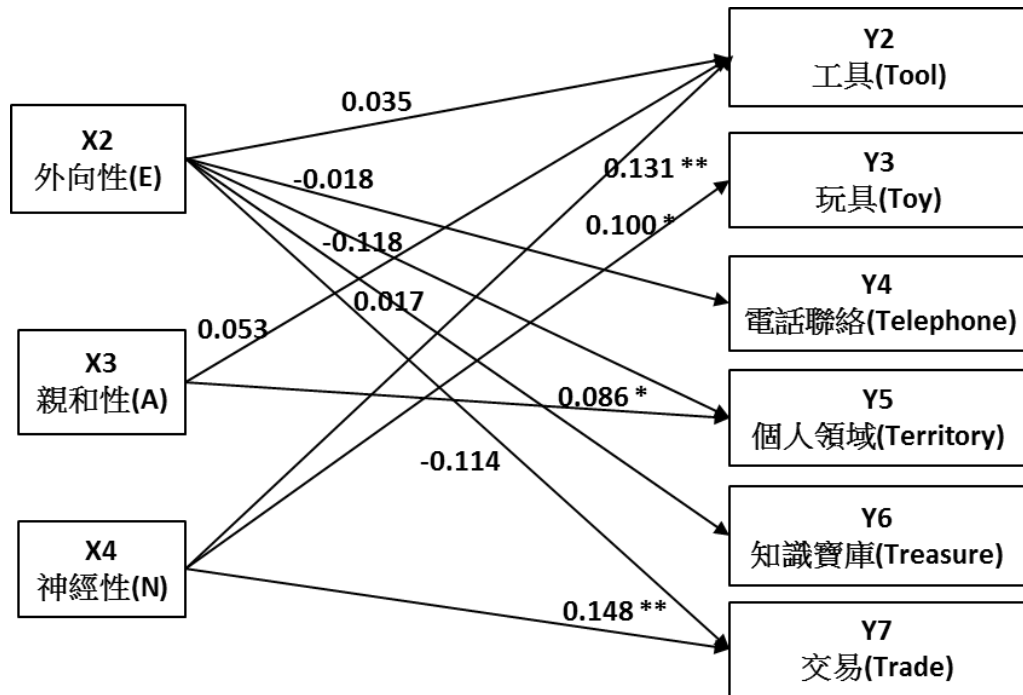 X2
外向性(E)
X3
親和性(A)
X4
神經性(N)
0.035
-0.018
-0.118
0.017
0.053
0.131 **
0.100 *
0.086 *
-0.114
0.148 **
Y2
工具(Tool)
Y3
玩具(Toy)
Y4
電話聯絡(Telephone)
Y5
個人領域(Territory)
Y6
知識寶庫(Treasure)
Y7
交易(Trade)